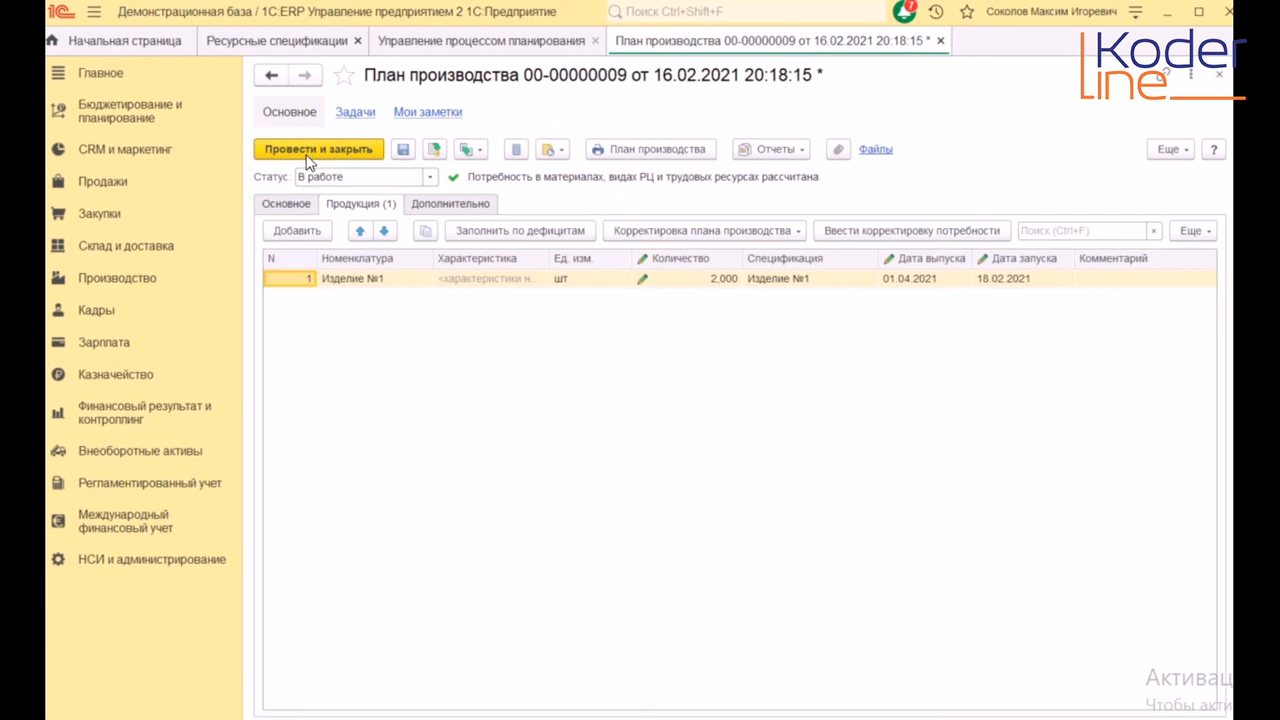 1С Демонстрационная база / 1С:ERP Управление предприятием 2 1С:Предприятие
Поиск Ctrl+Shift+F
7
Соколов Максим Игоревич
Начальная страница
Ресурсные спецификации ×
Управление процессом планирования ×
План производства 00-00000009 от 16.02.2021 20:18:15 * ×
Koder
line
Главное
Бюджетирование и
планирование
CRM и маркетинг
Продажи
Закупки
Склад и доставка
Производство
Кадры
Зарплата
Казначейство
Финансовый результат и
контроллинг
Внеоборотные активы
Регламентированный учет
Международный
финансовый учет
НСИ и администрирование
План производства 00-00000009 от 16.02.2021 20:18:15 *
Основное Задачи Мои заметки
Провести и закрыть План производства Отчеты Файлы Еще ?
Статус: В работе Потребность в материалах, видах РЦ и трудовых ресурсах рассчитана
Основное Продукция (1) Дополнительно
Добавить Заполнить по дефицитам Корректировка плана производства Ввести корректировку потребности Поиск (Ctrl+F) × Еще
N Номенклатура Характеристика Ед. изм. Количество Спецификация Дата выпуска Дата запуска Комментарий
1 Изделие №1 <характеристики н... шт 2,000 Изделие №1 01.04.2021 18.02.2021
Активац
Чтобы акти